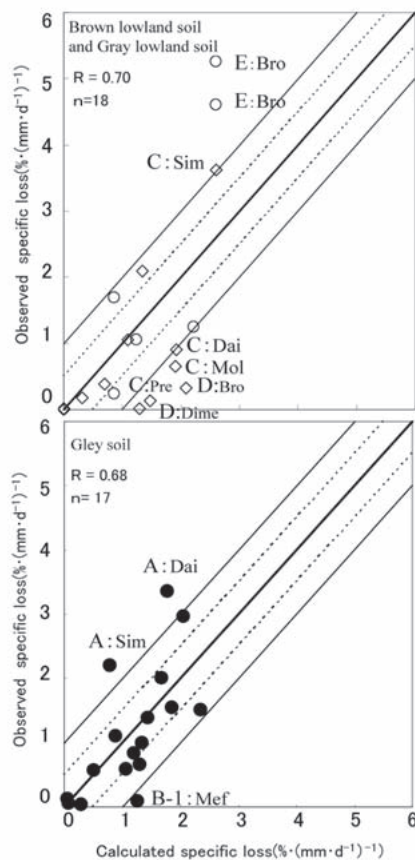 6
5
4
3
2
1
0
Observed specific loss(%·(mm·d⁻¹)⁻¹)
Brown lowland soil
and Gray lowland soil
R = 0.70
n=18
E:Bro
E:Bro
C:Sim
C:Dai
C:Mol
C:Pre
D:Bro
D:Dime
6
5
4
3
2
1
0
Observed specific loss(%·(mm·d⁻¹)⁻¹)
Gley soil
R = 0.68
n= 17
A:Dai
A:Sim
B-1:Mef
0 1 2 3 4 5 6
Calculated specific loss(%·(mm·d⁻¹)⁻¹)